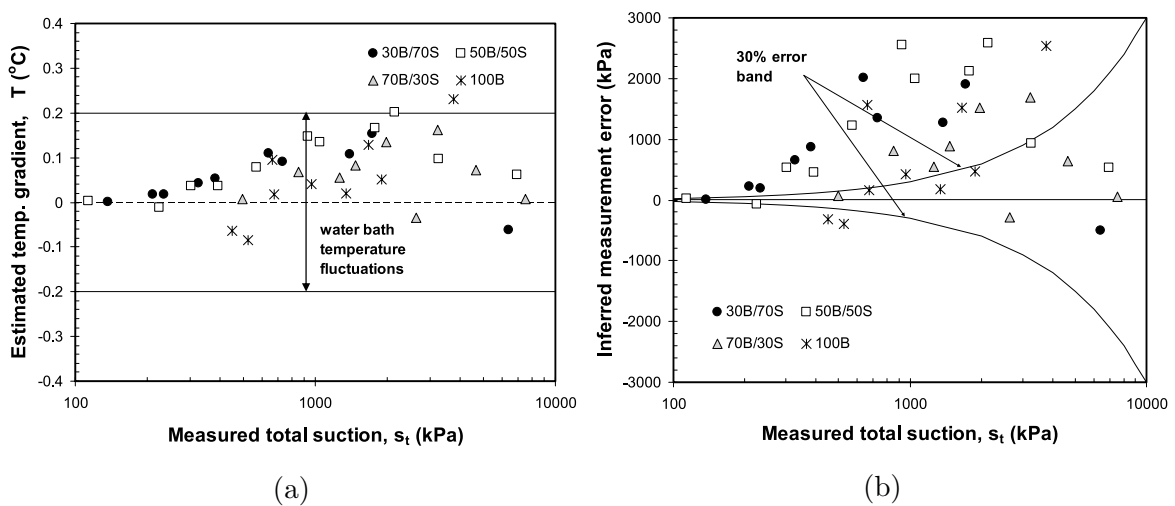 0.4
0.3
0.2
0.1
0
-0.1
-0.2
-0.3
-0.4
Estimated temp. gradient, T (°C)
30B/70S 50B/50S
70B/30S 100B
water bath
temperature
fluctuations
100 1000 10000
Measured total suction, st (kPa)
(a)
3000
2000
1000
0
-1000
-2000
-3000
Inferred measurement error (kPa)
30% error
band
30B/70S 50B/50S
70B/30S 100B
100 1000 10000
Measured total suction, st (kPa)
(b)